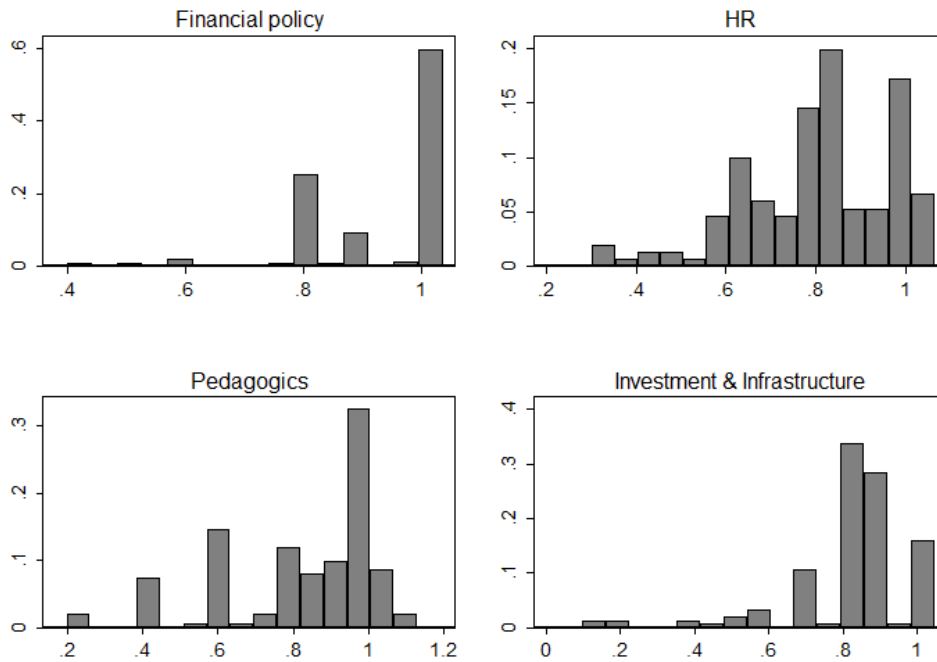 Financial policy
.6
.4
.2
0
.4 .6 .8 1
HR
.2
.15
.1
.05
0
.2 .4 .6 .8 1
Pedagogics
.3
.2
.1
0
.2 .4 .6 .8 1 1.2
Investment & Infrastructure
.4
.3
.2
.1
0
0 .2 .4 .6 .8 1